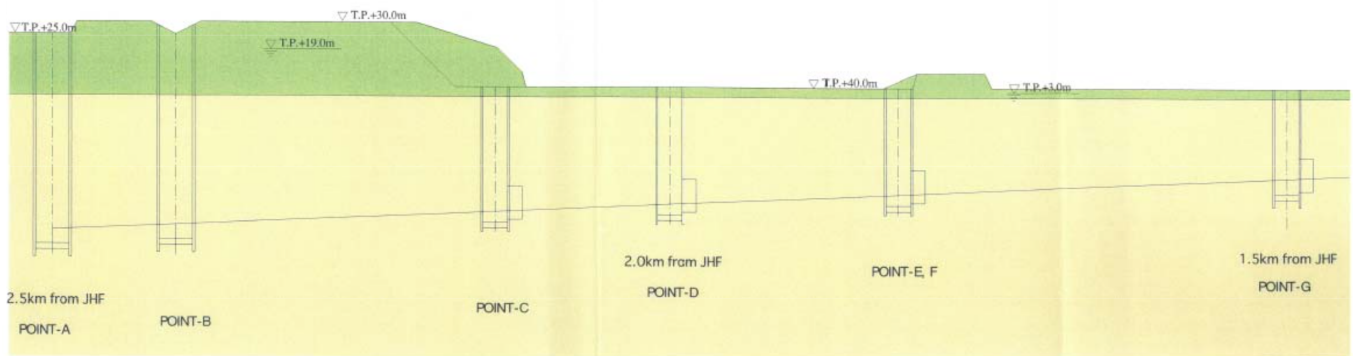 T.P.+25.0m
T.P.+30.0m
T.P.+19.0m
T.P.+40.0m
T.P.+3.0m
2.5km from JHF
POINT-A
POINT-B
POINT-C
2.0km fram JHF
POINT-D
POINT-E, F
1.5km from JHF
POINT-G